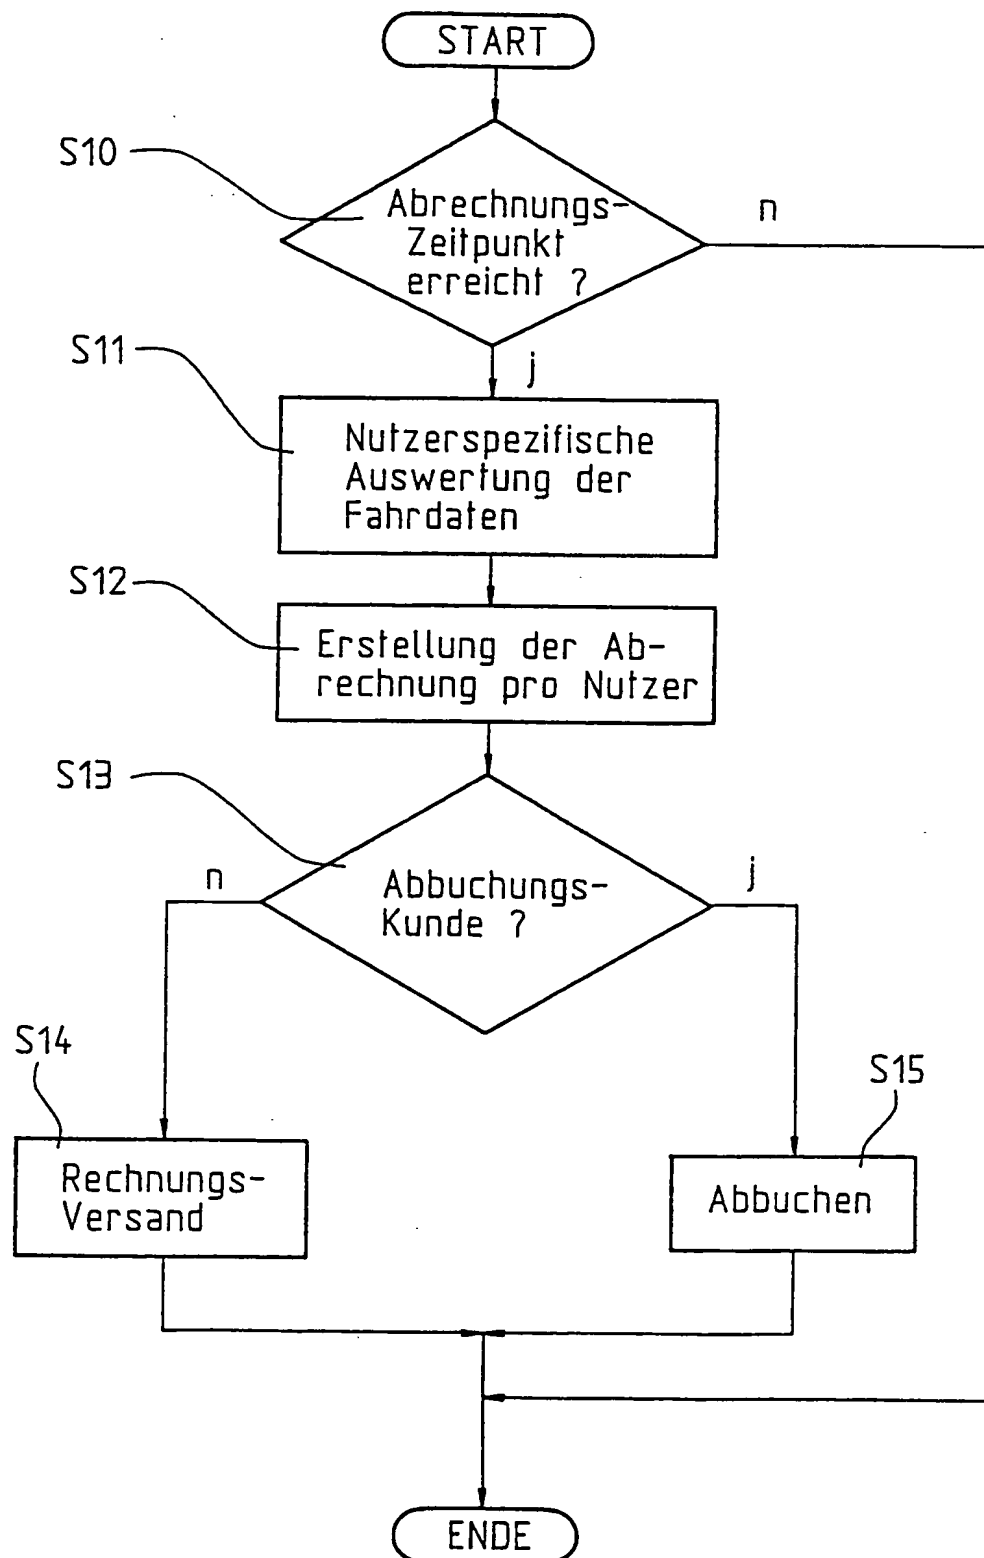 START
S10
Abrechnungs-
Zeitpunkt
erreicht ?
n
j
S11
Nutzerspezifische
Auswertung der
Fahrdaten
S12
Erstellung der Ab-
rechnung pro Nutzer
S13
Abbuchungs-
Kunde ?
n
j
S14
Rechnungs-
Versand
S15
Abbuchen
ENDE